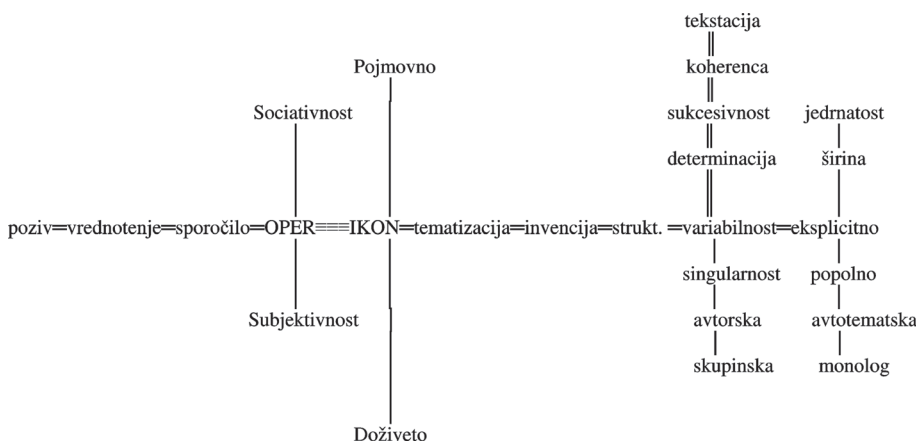 tekstacija
Pojmovno koherenca
Sociativnost sukcesivnost jedrnatost
determinacija širina
poziv=vrednotenje=sporočilo=OPER≡≡≡IKON=tematizacija=invencija=strukt. =variabilnost=eksplicitno
singularnost popolno
Subjektivnost avtorska avtotematska
skupinska monolog
Doživeto